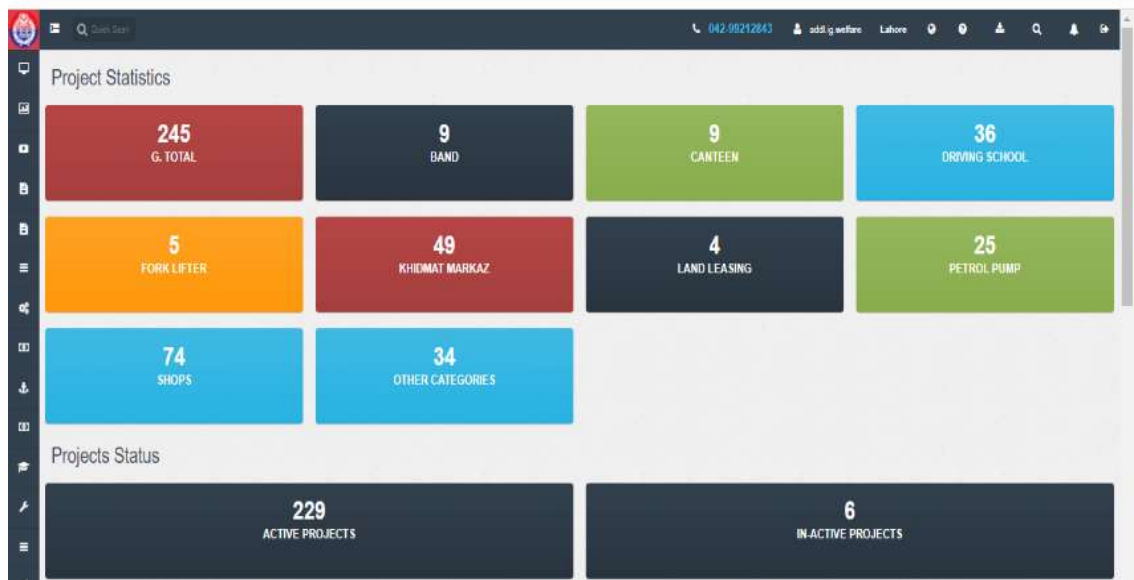 Quick Sear
042-99212843 addl.ig.welfare Lahore
Project Statistics
245
G. TOTAL
9
BAND
9
CANTEEN
36
DRIVING SCHOOL
5
FORK LIFTER
49
KHIDMAT MARKAZ
4
LAND LEASING
25
PETROL PUMP
74
SHOPS
34
OTHER CATEGORIES
Projects Status
229
ACTIVE PROJECTS
6
IN-ACTIVE PROJECTS